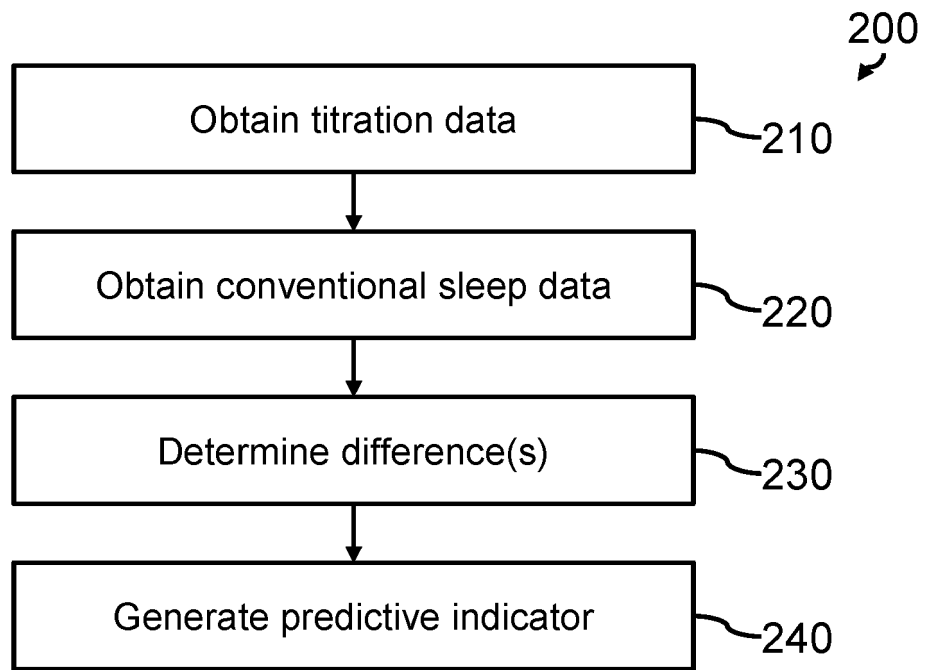 200
Obtain titration data
210
Obtain conventional sleep data
220
Determine difference(s)
230
Generate predictive indicator
240